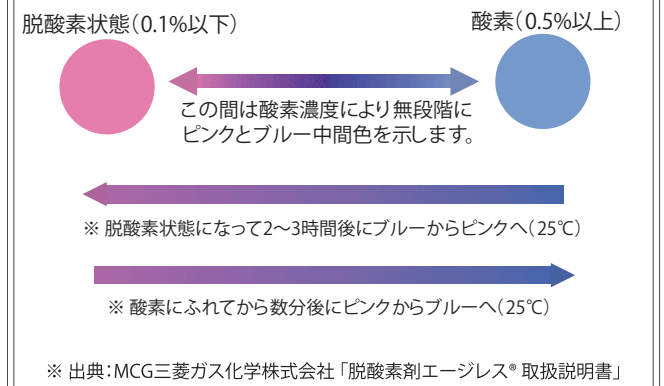 脱酸素状態(0.1%以下)
酸素(0.5%以上)
この間は酸素濃度により無段階に
ピンクとブルー中間色を示します。
※ 脱酸素状態になって2〜3時間後にブルーからピンクへ(25℃)
※ 酸素にふれてから数分後にピンクからブルーへ(25℃)
※ 出典:MCG三菱ガス化学株式会社「脱酸素剤エージレス® 取扱説明書」